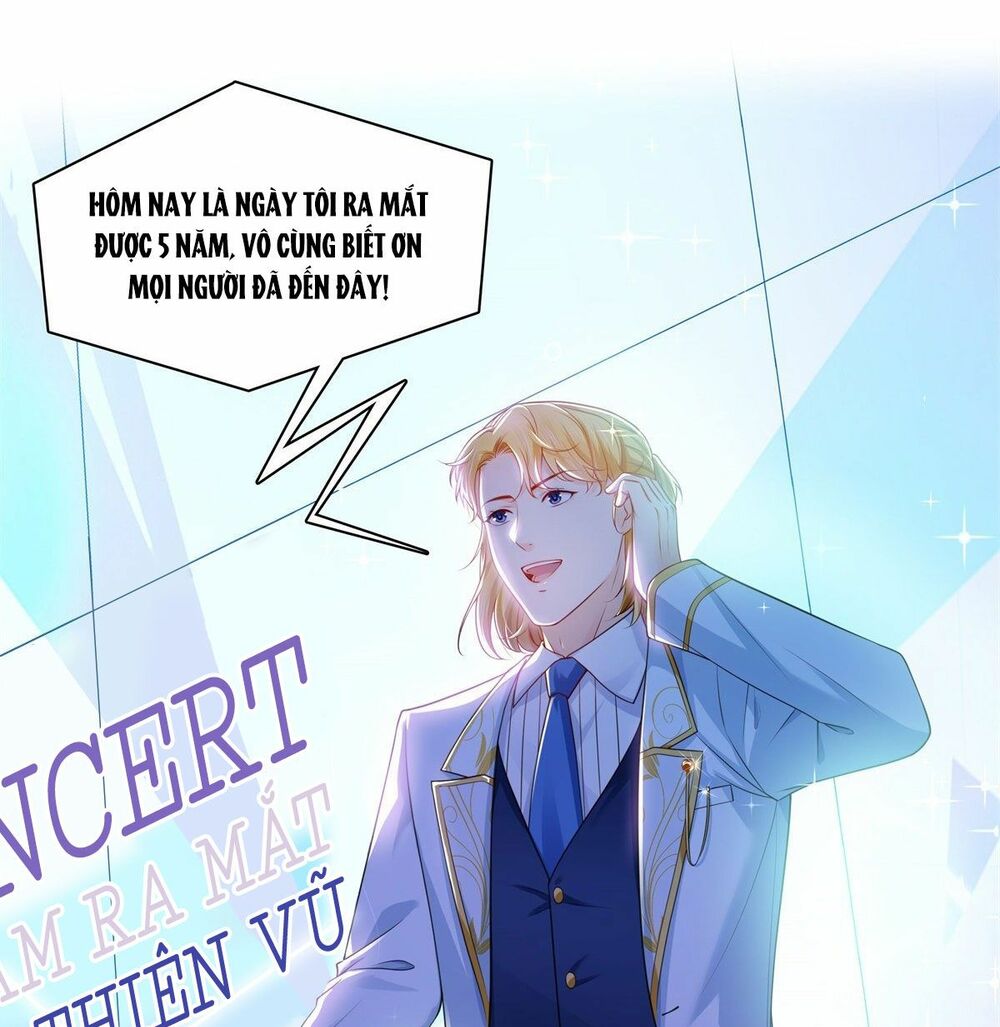 HÔM NAY LÀ NGÀY TÔI RA MẮT
ĐƯỢC 5 NĂM, VÔ CÙNG BIẾT ƠN
MỌI NGƯỜI ĐÃ ĐẾN ĐÂY!
NCERT
ĂM RA MẮT
THIÊN VŨ